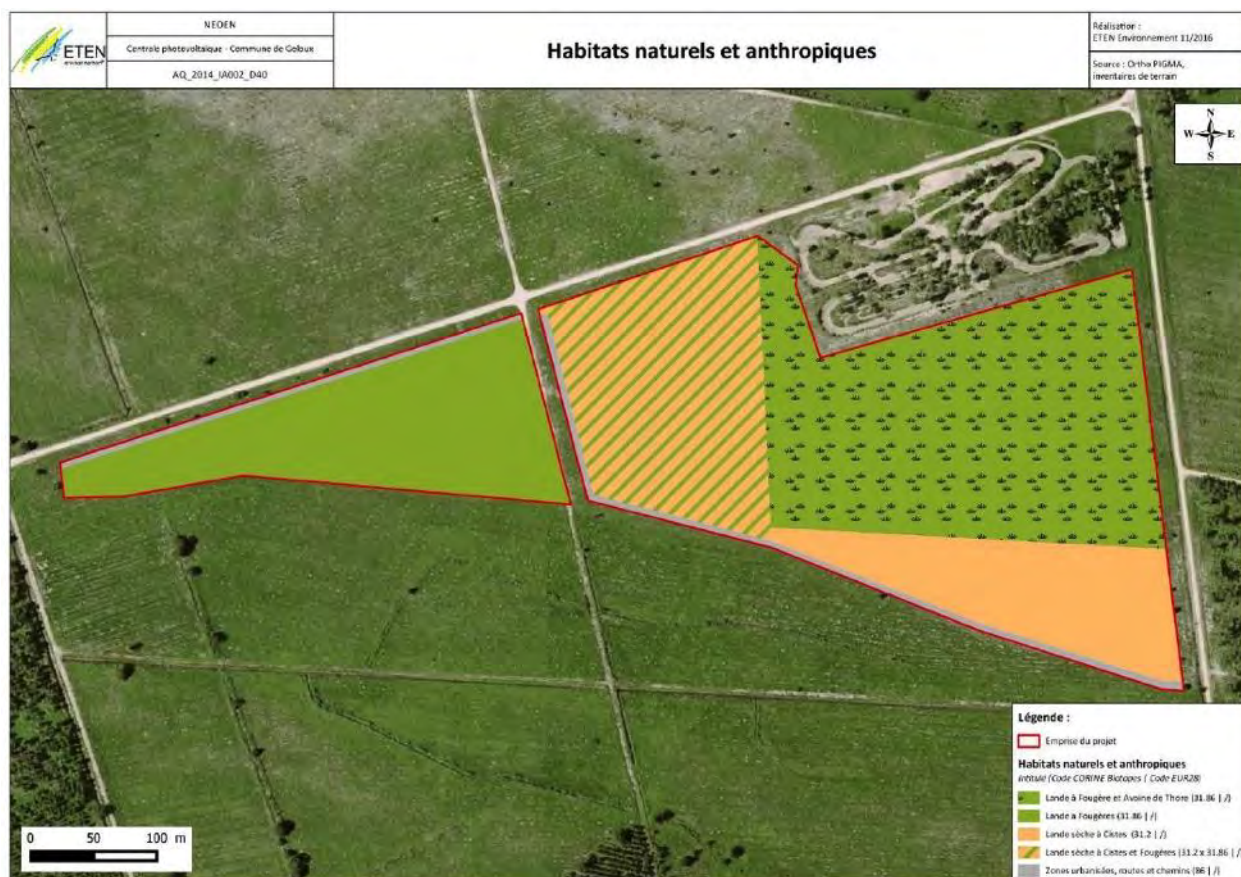 ETEN
environnement
NEOEN
Centrale photovoltaïque - Commune de Geloux
AQ_2014_IA002_D40
Habitats naturels et anthropiques
Réalisation :
ETEN Environnement 11/2016
Source : Ortho PIGMA,
inventaires de terrain
N
W E
S
0 50 100 m
Légende :
Emprise du projet
Habitats naturels et anthropiques
Intitulé (Code CORINE Biotopes | Code EUR28)
Lande à Fougère et Avoine de Thore (31.86 | /)
Lande à Fougères (31.86 | /)
Lande sèche à Cistes (31.2 | /)
Lande sèche à Cistes et Fougères (31.2 x 31.86 | /)
Zones urbanisées, routes et chemins (86 | /)